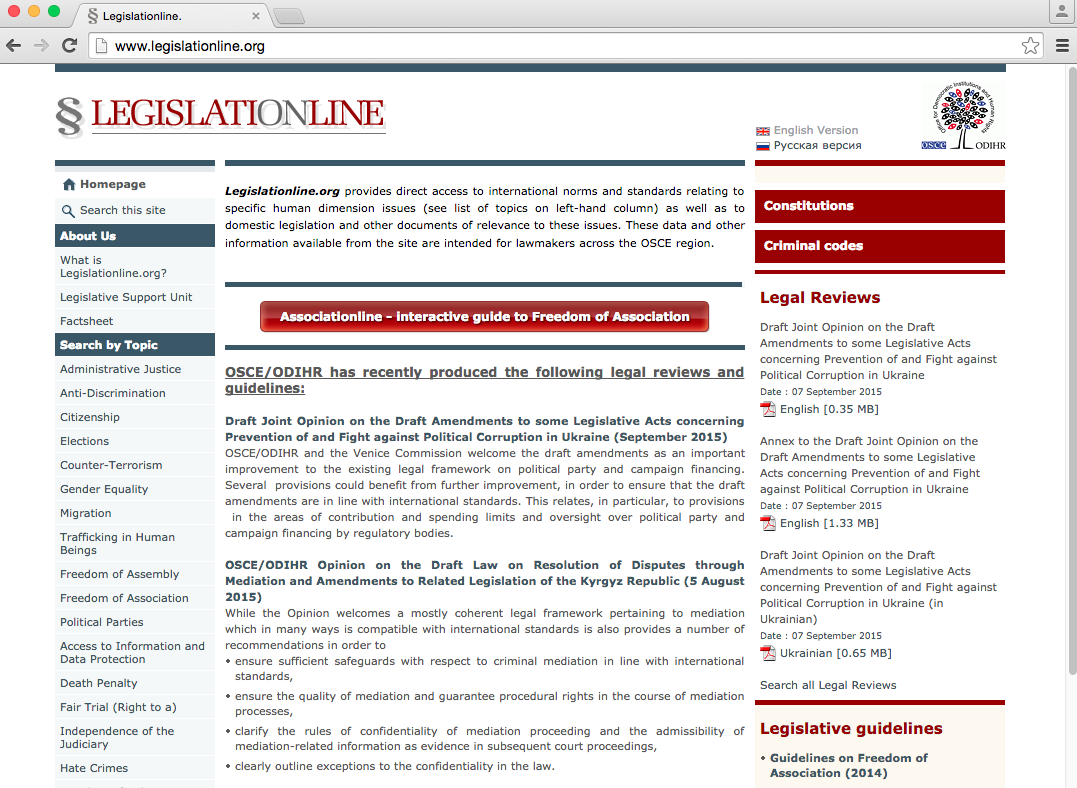 Legislationline.
www.legislationline.org
§ LEGISLATIONLINE
English Version
Русская версия
Office for Democratic Institutions and Human Rights
OSCE ODIHR
Homepage
Search this site
About Us
What is
Legislationline.org?
Legislative Support Unit
Factsheet
Search by Topic
Administrative Justice
Anti-Discrimination
Citizenship
Elections
Counter-Terrorism
Gender Equality
Migration
Trafficking in Human
Beings
Freedom of Assembly
Freedom of Association
Political Parties
Access to Information and
Data Protection
Death Penalty
Fair Trial (Right to a)
Independence of the
Judiciary
Hate Crimes
Legislationline.org provides direct access to international norms and standards relating to
specific human dimension issues (see list of topics on left-hand column) as well as to
domestic legislation and other documents of relevance to these issues. These data and other
information available from the site are intended for lawmakers across the OSCE region.
Associationline - interactive guide to Freedom of Association
OSCE/ODIHR has recently produced the following legal reviews and
guidelines:
Draft Joint Opinion on the Draft Amendments to some Legislative Acts concerning
Prevention of and Fight against Political Corruption in Ukraine (September 2015)
OSCE/ODIHR and the Venice Commission welcome the draft amendments as an important
improvement to the existing legal framework on political party and campaign financing.
Several provisions could benefit from further improvement, in order to ensure that the draft
amendments are in line with international standards. This relates, in particular, to provisions
in the areas of contribution and spending limits and oversight over political party and
campaign financing by regulatory bodies.
OSCE/ODIHR Opinion on the Draft Law on Resolution of Disputes through
Mediation and Amendments to Related Legislation of the Kyrgyz Republic (5 August
2015)
While the Opinion welcomes a mostly coherent legal framework pertaining to mediation
which in many ways is compatible with international standards is also provides a number of
recommendations in order to
• ensure sufficient safeguards with respect to criminal mediation in line with international
standards,
• ensure the quality of mediation and guarantee procedural rights in the course of mediation
processes,
• clarify the rules of confidentiality of mediation proceeding and the admissibility of
mediation-related information as evidence in subsequent court proceedings,
• clearly outline exceptions to the confidentiality in the law.
Constitutions
Criminal codes
Legal Reviews
Draft Joint Opinion on the Draft
Amendments to some Legislative Acts
concerning Prevention of and Fight against
Political Corruption in Ukraine
Date : 07 September 2015
English [0.35 MB]
Annex to the Draft Joint Opinion on the
Draft Amendments to some Legislative
Acts concerning Prevention of and Fight
against Political Corruption in Ukraine
Date : 07 September 2015
English [1.33 MB]
Draft Joint Opinion on the Draft
Amendments to some Legislative Acts
concerning Prevention of and Fight against
Political Corruption in Ukraine (in
Ukrainian)
Date : 07 September 2015
Ukrainian [0.65 MB]
Search all Legal Reviews
Legislative guidelines
• Guidelines on Freedom of
Association (2014)